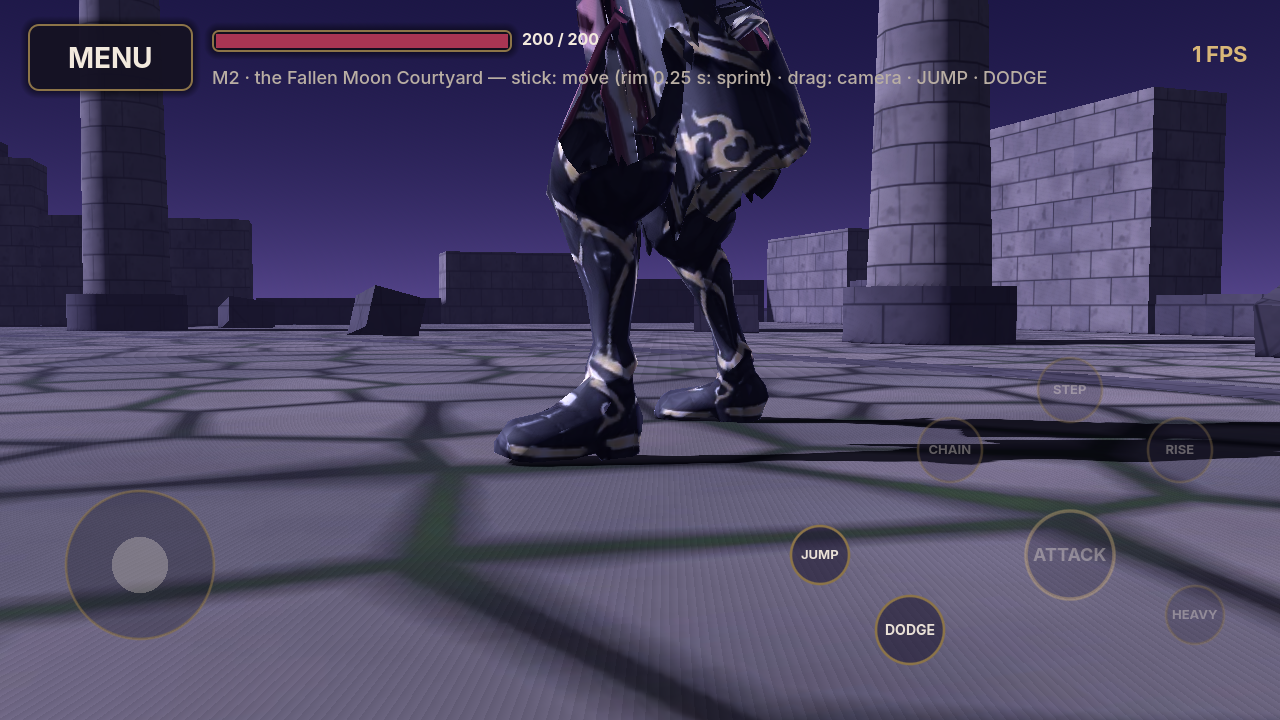 MENU
200 / 200
1 FPS
M2 · the Fallen Moon Courtyard — stick: move (rim 0.25 s: sprint) · drag: camera · JUMP · DODGE
STEP
CHAIN
RISE
JUMP
ATTACK
HEAVY
DODGE